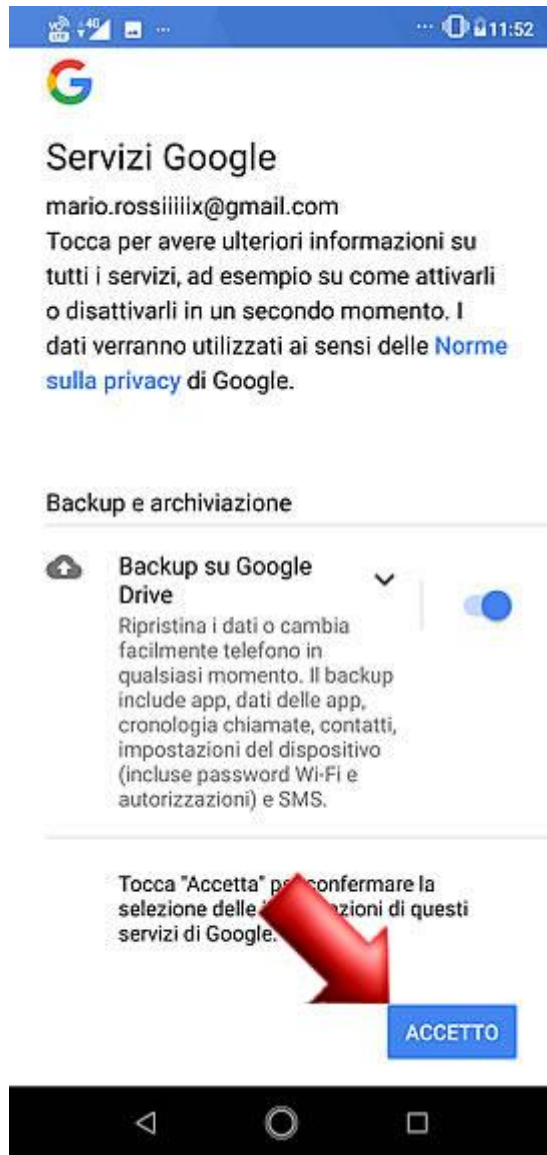 11:52
Servizi Google
mario.rossiiiiix@gmail.com
Tocca per avere ulteriori informazioni su
tutti i servizi, ad esempio su come attivarli
o disattivarli in un secondo momento. I
dati verranno utilizzati ai sensi delle Norme
sulla privacy di Google.
Backup e archiviazione
Backup su Google
Drive
Ripristina i dati o cambia
facilmente telefono in
qualsiasi momento. Il backup
include app, dati delle app,
cronologia chiamate, contatti,
impostazioni del dispositivo
(incluse password Wi-Fi e
autorizzazioni) e SMS.
Tocca "Accetta" per confermare la
selezione delle azioni di questi
servizi di Google.
ACCETTO